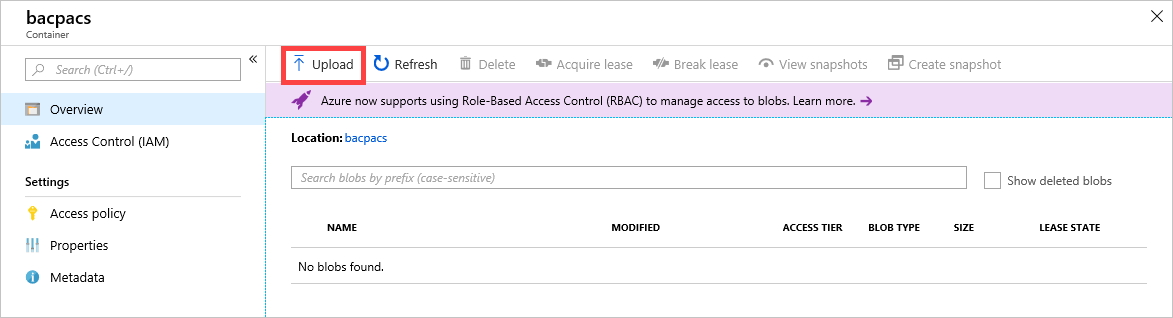 bacpacs
Container
Search (Ctrl+/)
Overview
Access Control (IAM)
Settings
Access policy
Properties
Metadata
Upload Refresh Delete Acquire lease Break lease View snapshots Create snapshot
Azure now supports using Role-Based Access Control (RBAC) to manage access to blobs. Learn more.
Location: bacpacs
Search blobs by prefix (case-sensitive)
Show deleted blobs
NAME MODIFIED ACCESS TIER BLOB TYPE SIZE LEASE STATE
No blobs found.